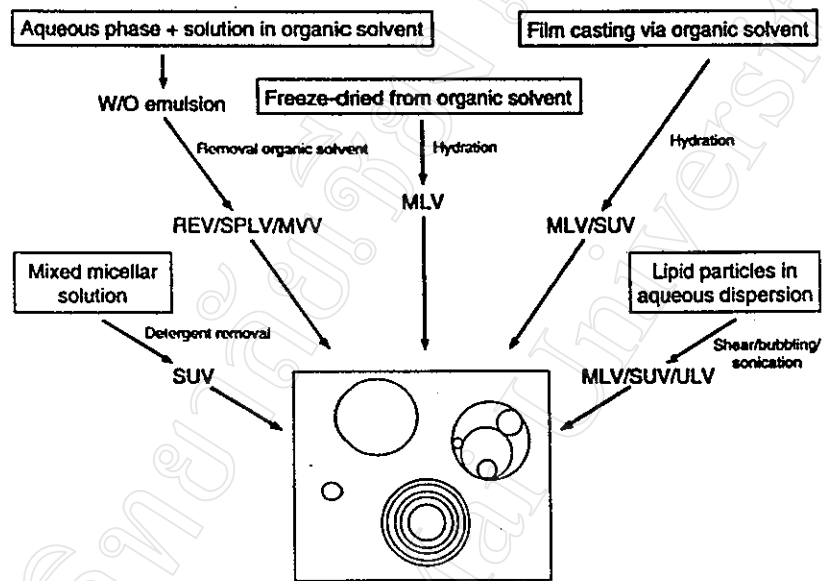 Aqueous phase + solution in organic solvent
Film casting via organic solvent
W/O emulsion
Freeze-dried from organic solvent
Removal organic solvent
Hydration
Hydration
REV/SPLV/MVV
MLV
MLV/SUV
Mixed micellar
solution
Lipid particles in
aqueous dispersion
Detergent removal
Shear/bubbling/
sonication
SUV
MLV/SUV/ULV